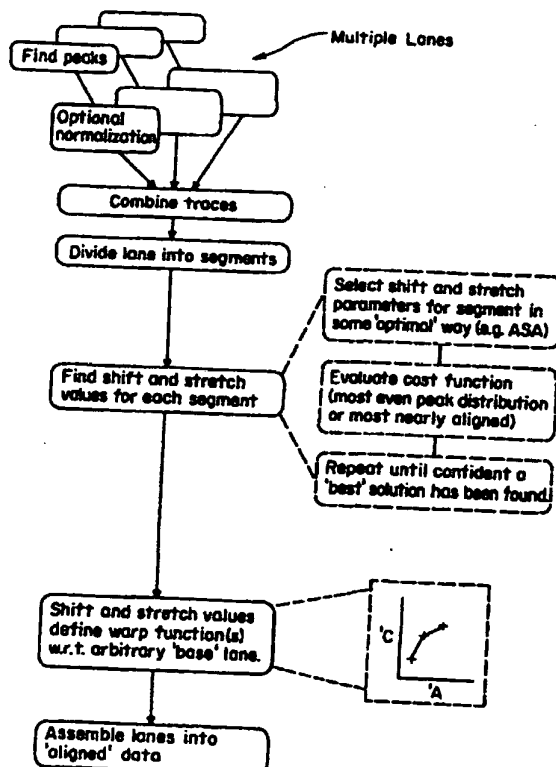 Multiple Lanes
Find peaks
Optional
normalization
Combine traces
Divide lane into segments
Select shift and stretch
parameters for segment in
some 'optimal' way (e.g. ASA)
Find shift and stretch
values for each segment
Evaluate cost function
(most even peak distribution
or most nearly aligned)
Repeat until confident a
'best' solution has been found.
Shift and stretch values
define warp function(s)
w.r.t. arbitrary 'base' lane.
'C
'A
Assemble lanes into
'aligned' data